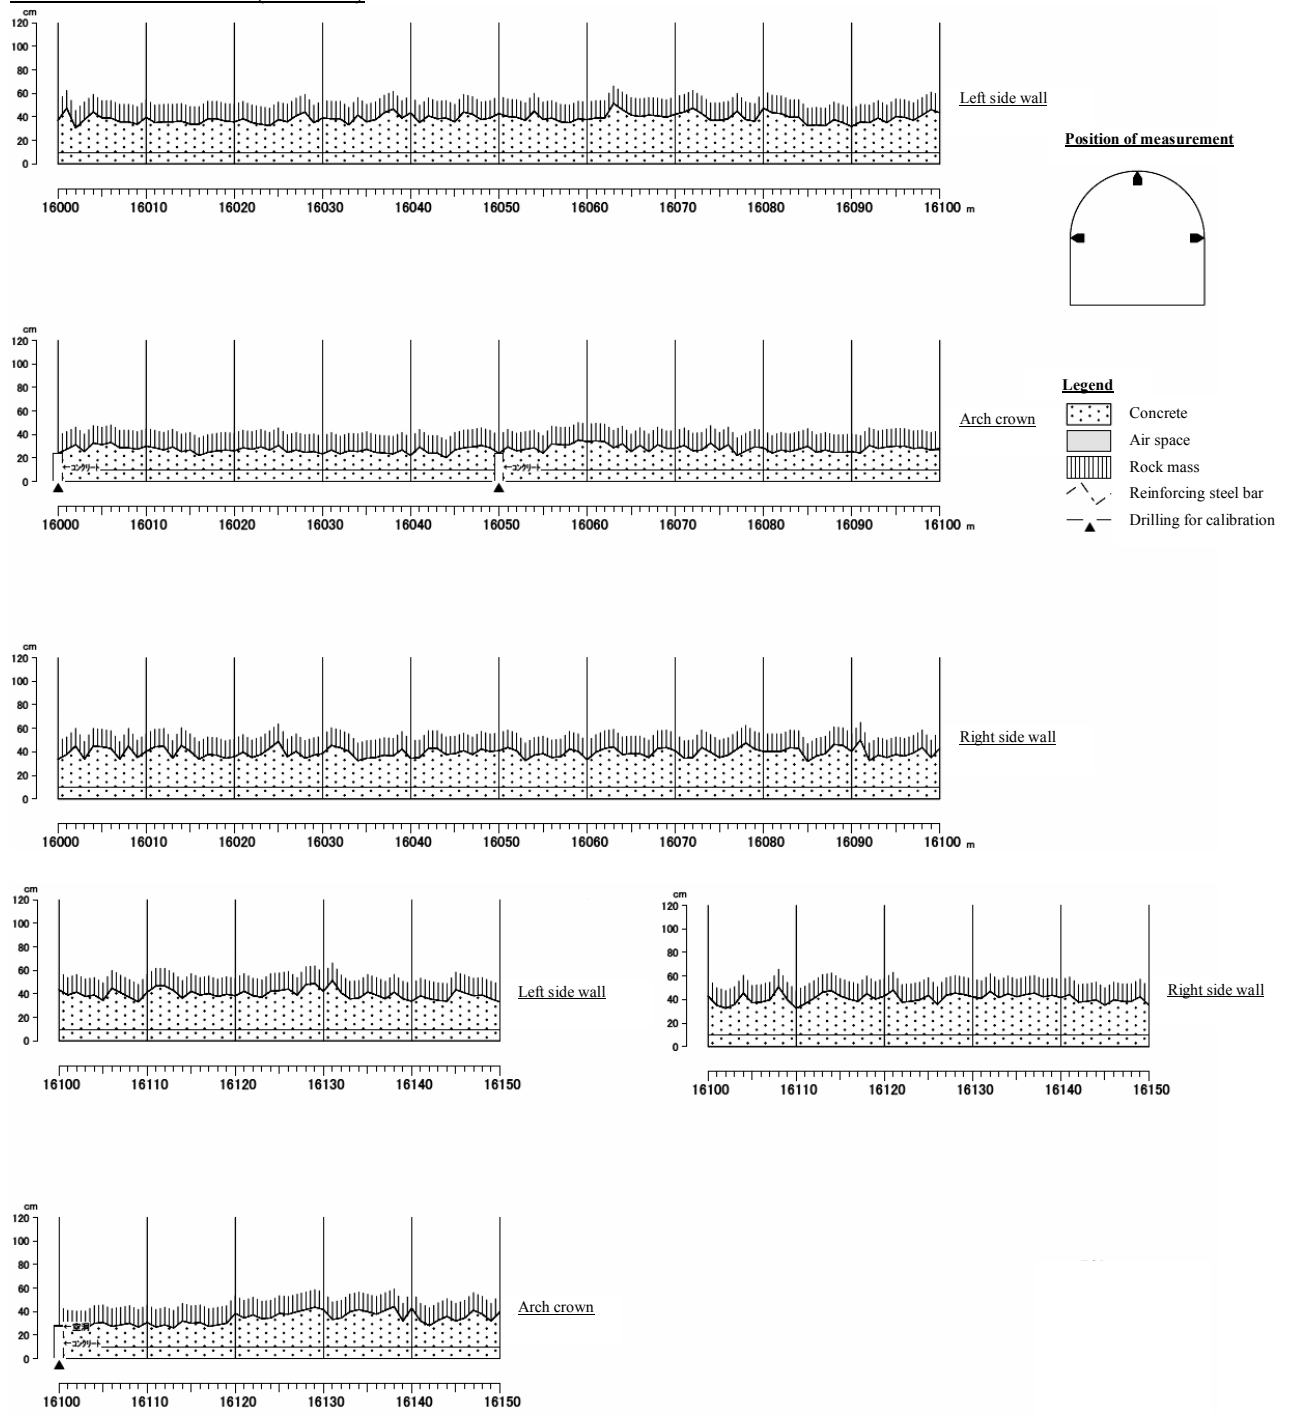 cm
120
100
80
60
40
20
0
Left side wall
16000 16010 16020 16030 16040 16050 16060 16070 16080 16090 16100 m
Position of measurement
cm
120
100
80
60
40
20
0
←コンクリート ←コンクリート
Arch crown
16000 16010 16020 16030 16040 16050 16060 16070 16080 16090 16100 m
Legend
Concrete
Air space
Rock mass
Reinforcing steel bar
Drilling for calibration
cm
120
100
80
60
40
20
0
Right side wall
16000 16010 16020 16030 16040 16050 16060 16070 16080 16090 16100 m
cm
120
100
80
60
40
20
0
Left side wall
16100 16110 16120 16130 16140 16150
cm
120
100
80
60
40
20
0
Right side wall
16100 16110 16120 16130 16140 16150
cm
120
100
80
60
40
20
0
←空洞
←コンクリート
Arch crown
16100 16110 16120 16130 16140 16150